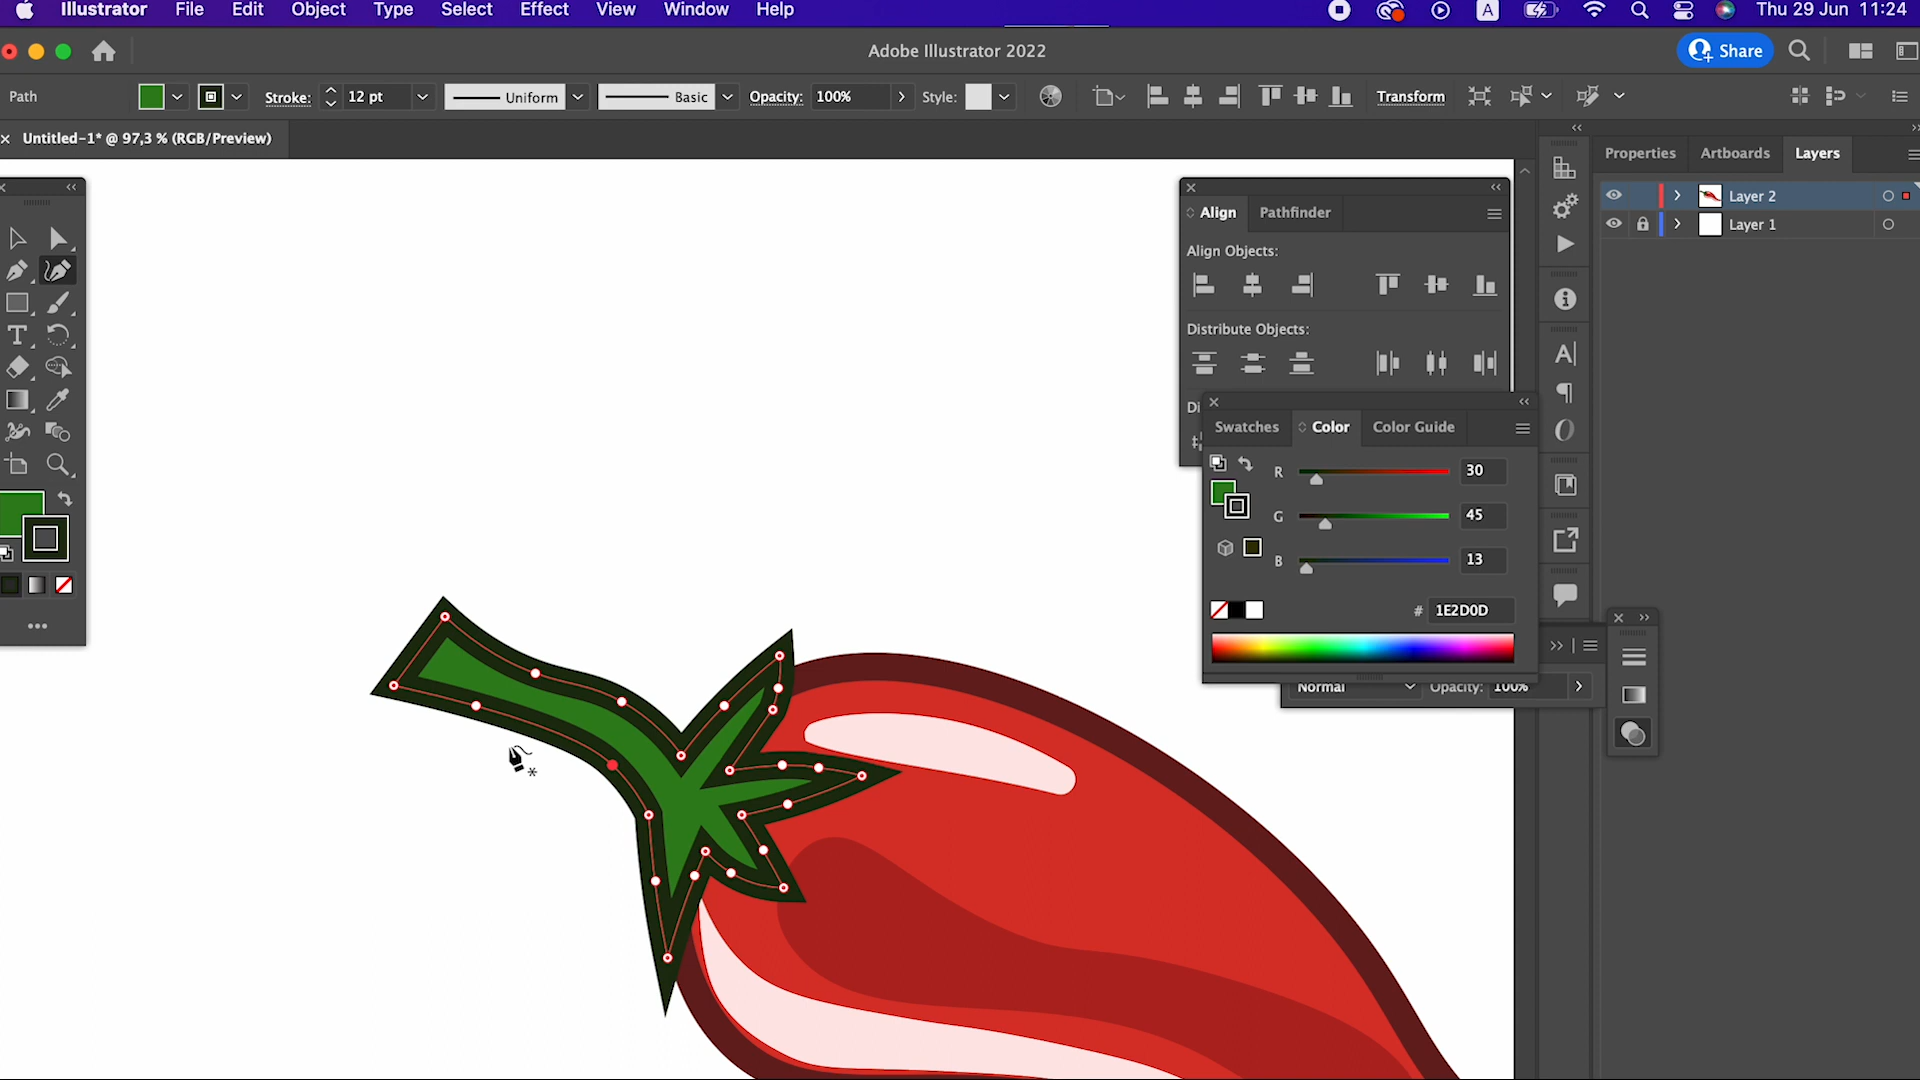 Illustrator File Edit Object Type Select Effect View Window Help A Thu 29 Jun 11:24
Adobe Illustrator 2022 Share
Path Stroke: 12 pt Uniform Basic Opacity: 100% Style: Transform
Untitled-1* @ 97,3 % (RGB/Preview)
Properties Artboards Layers
Layer 2
Layer 1
Align Pathfinder
Align Objects:
Distribute Objects:
Di
Swatches Color Color Guide
R 30
G 45
B 13
# 1E2D0D
Normal Opacity: 100%